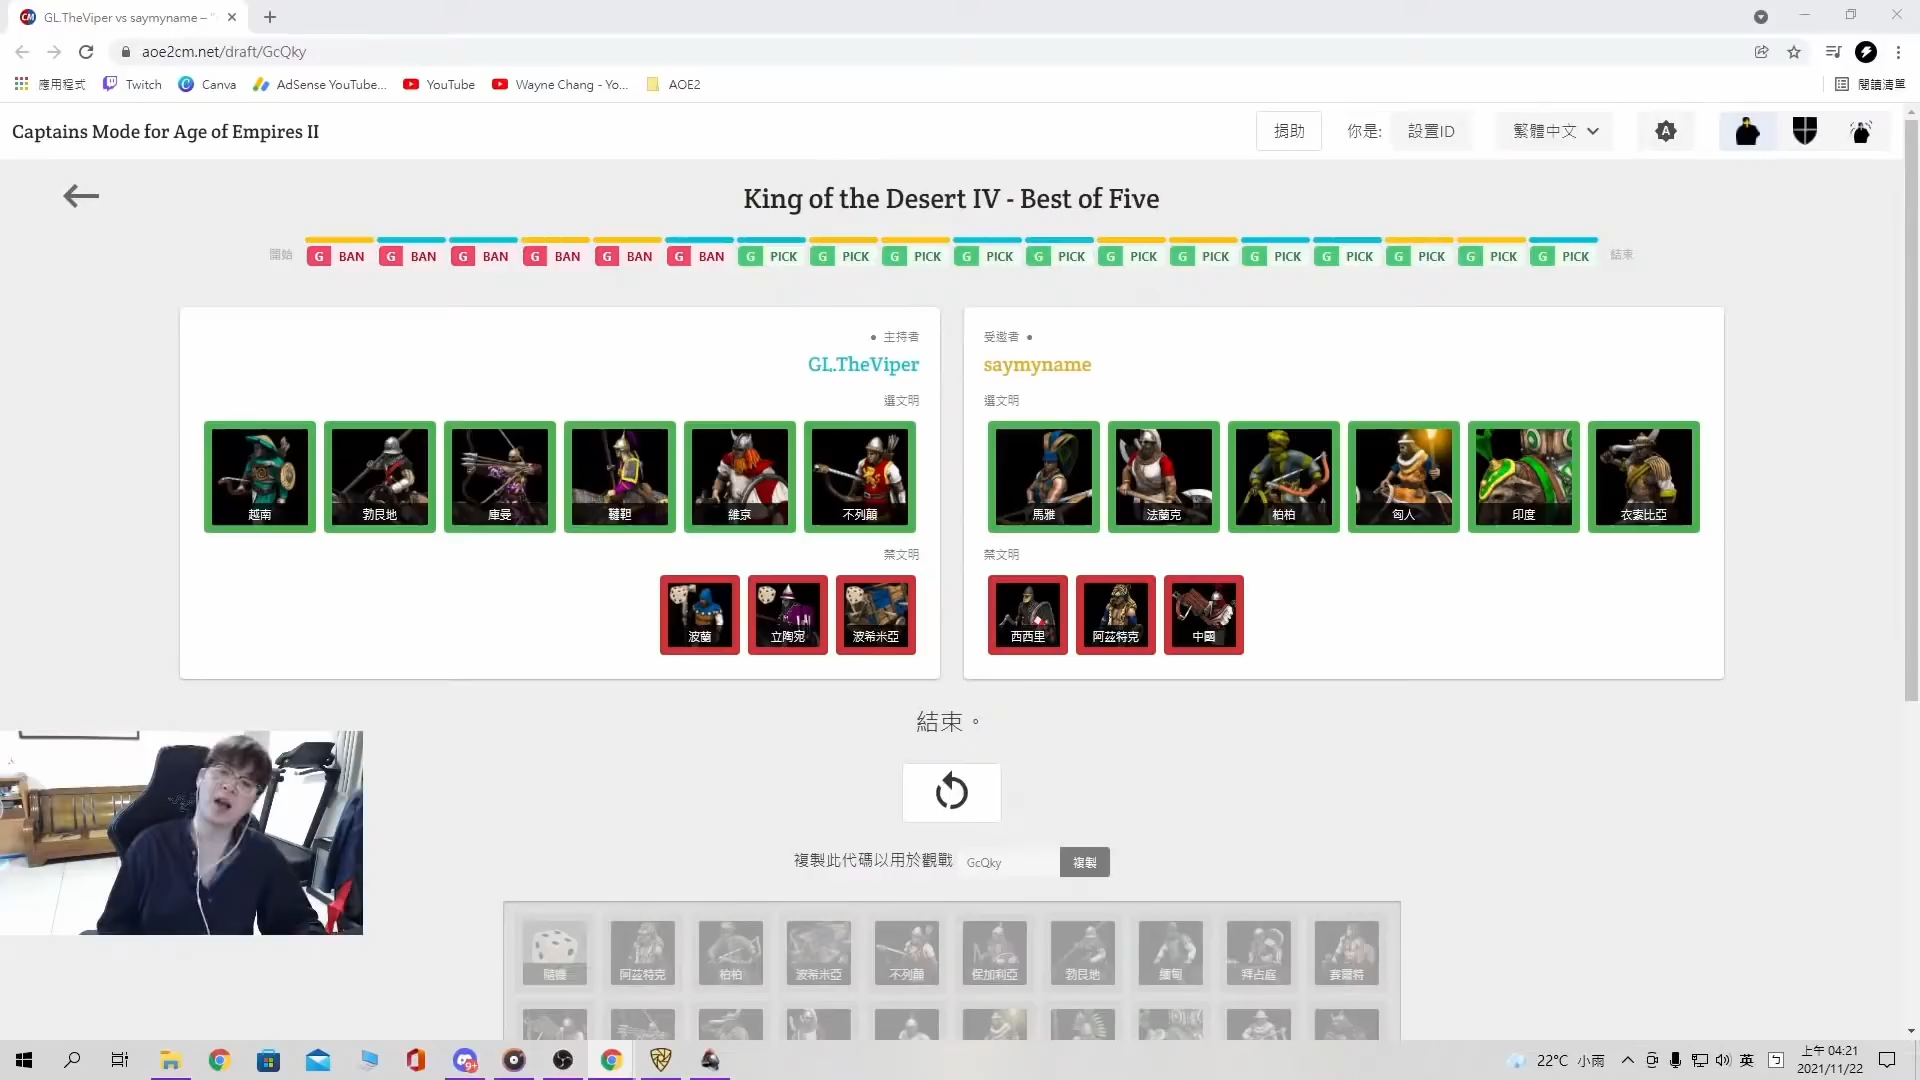 GL.TheViper vs saymyname – "
aoe2cm.net/draft/GcQky
應用程式 Twitch Canva AdSense YouTube... YouTube Wayne Chang - Yo... AOE2 閱讀清單
Captains Mode for Age of Empires II 捐助 你是: 設置ID 繁體中文
King of the Desert IV - Best of Five
開始 G BAN G BAN G BAN G BAN G BAN G BAN G PICK G PICK G PICK G PICK G PICK G PICK G PICK G PICK G PICK G PICK G PICK G PICK 結束
主持者
GL.TheViper
選文明
越南 勃艮地 庫曼 韃靼 維京 不列顛
禁文明
波蘭 立陶宛 波希米亞
受邀者
saymyname
選文明
馬雅 法蘭克 柏柏 匈人 印度 衣索比亞
禁文明
西西里 阿茲特克 中國
結束。
複製此代碼以用於觀戰 GcQky 複製
隨機 阿茲特克 柏柏 波希米亞 不列顛 保加利亞 勃艮地 緬甸 拜占庭 賽爾特
22°C 小雨 英 上午 04:21
2021/11/22